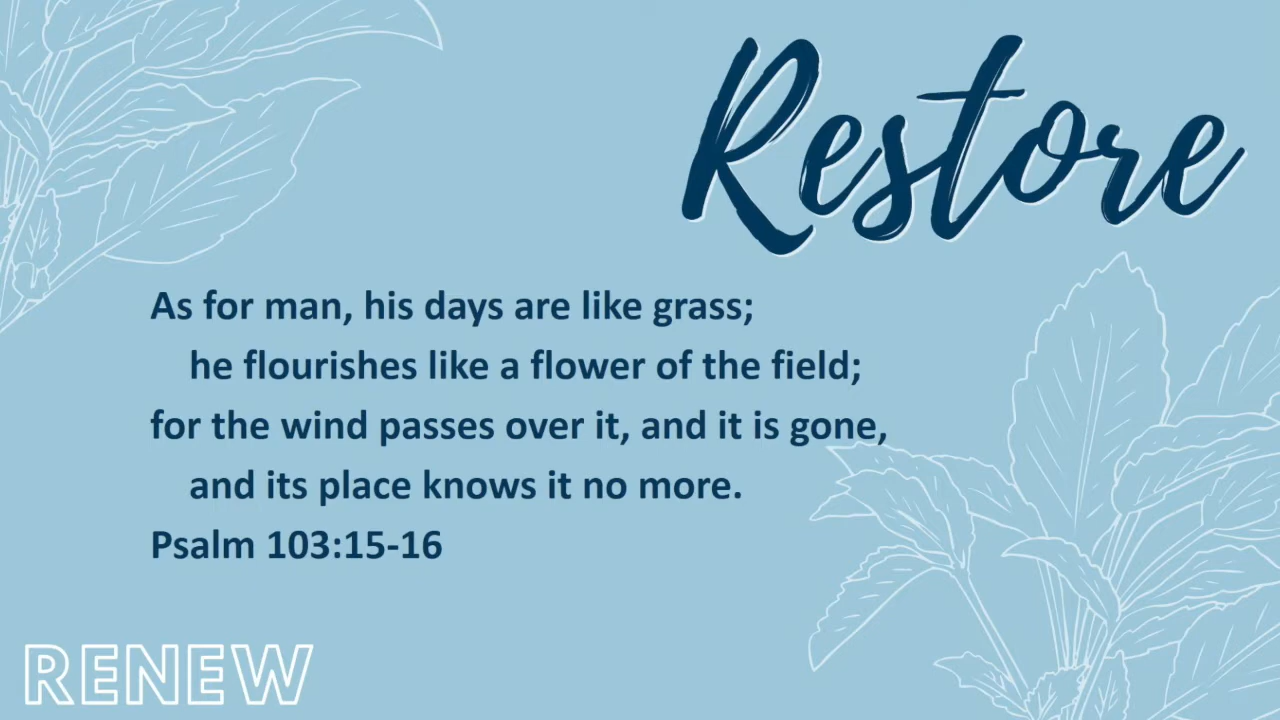 Restore
As for man, his days are like grass;
he flourishes like a flower of the field;
for the wind passes over it, and it is gone,
and its place knows it no more.
Psalm 103:15-16
RENEW